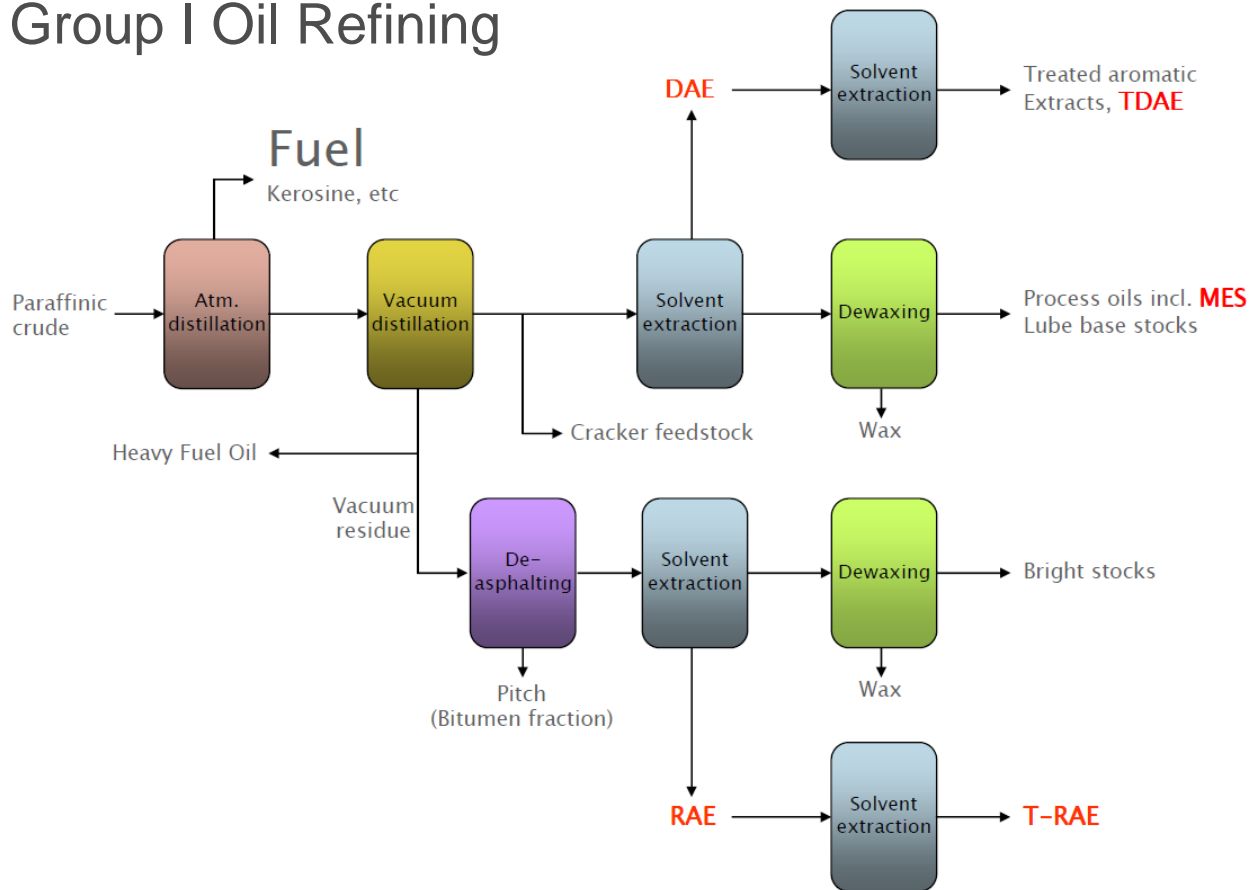 Group I Oil Refining
Solvent
extraction
DAE
Treated aromatic
Extracts, TDAE
Fuel
Kerosine, etc
Paraffinic
crude
Atm.
distillation
Vacuum
distillation
Solvent
extraction
Dewaxing
Process oils incl. MES
Lube base stocks
Cracker feedstock
Wax
Heavy Fuel Oil
Vacuum
residue
De-
asphalting
Solvent
extraction
Dewaxing
Bright stocks
Pitch
(Bitumen fraction)
Wax
RAE
Solvent
extraction
T-RAE